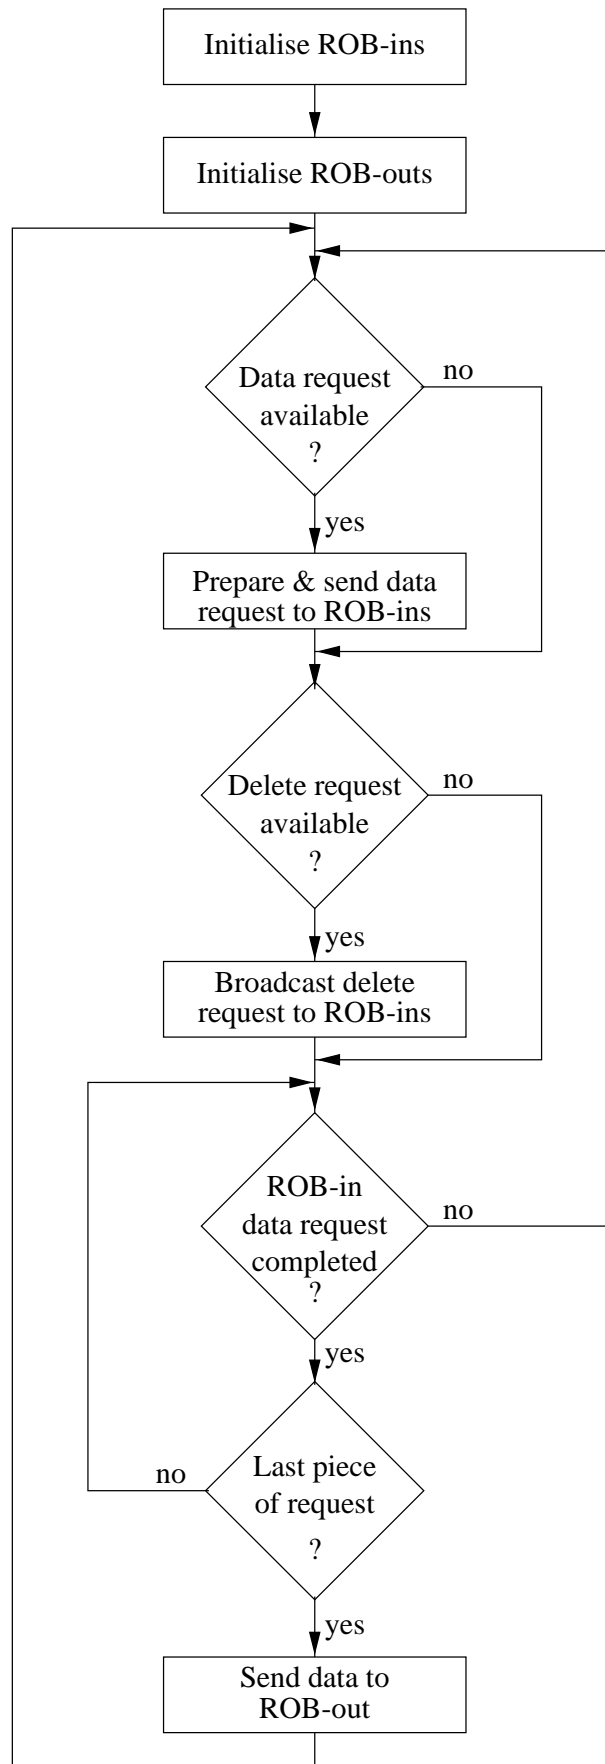 Initialise ROB-ins
Initialise ROB-outs
Data request
available
?
no
yes
Prepare & send data
request to ROB-ins
Delete request
available
?
no
yes
Broadcast delete
request to ROB-ins
ROB-in
data request
completed
?
no
yes
Last piece
of request
?
no
yes
Send data to
ROB-out